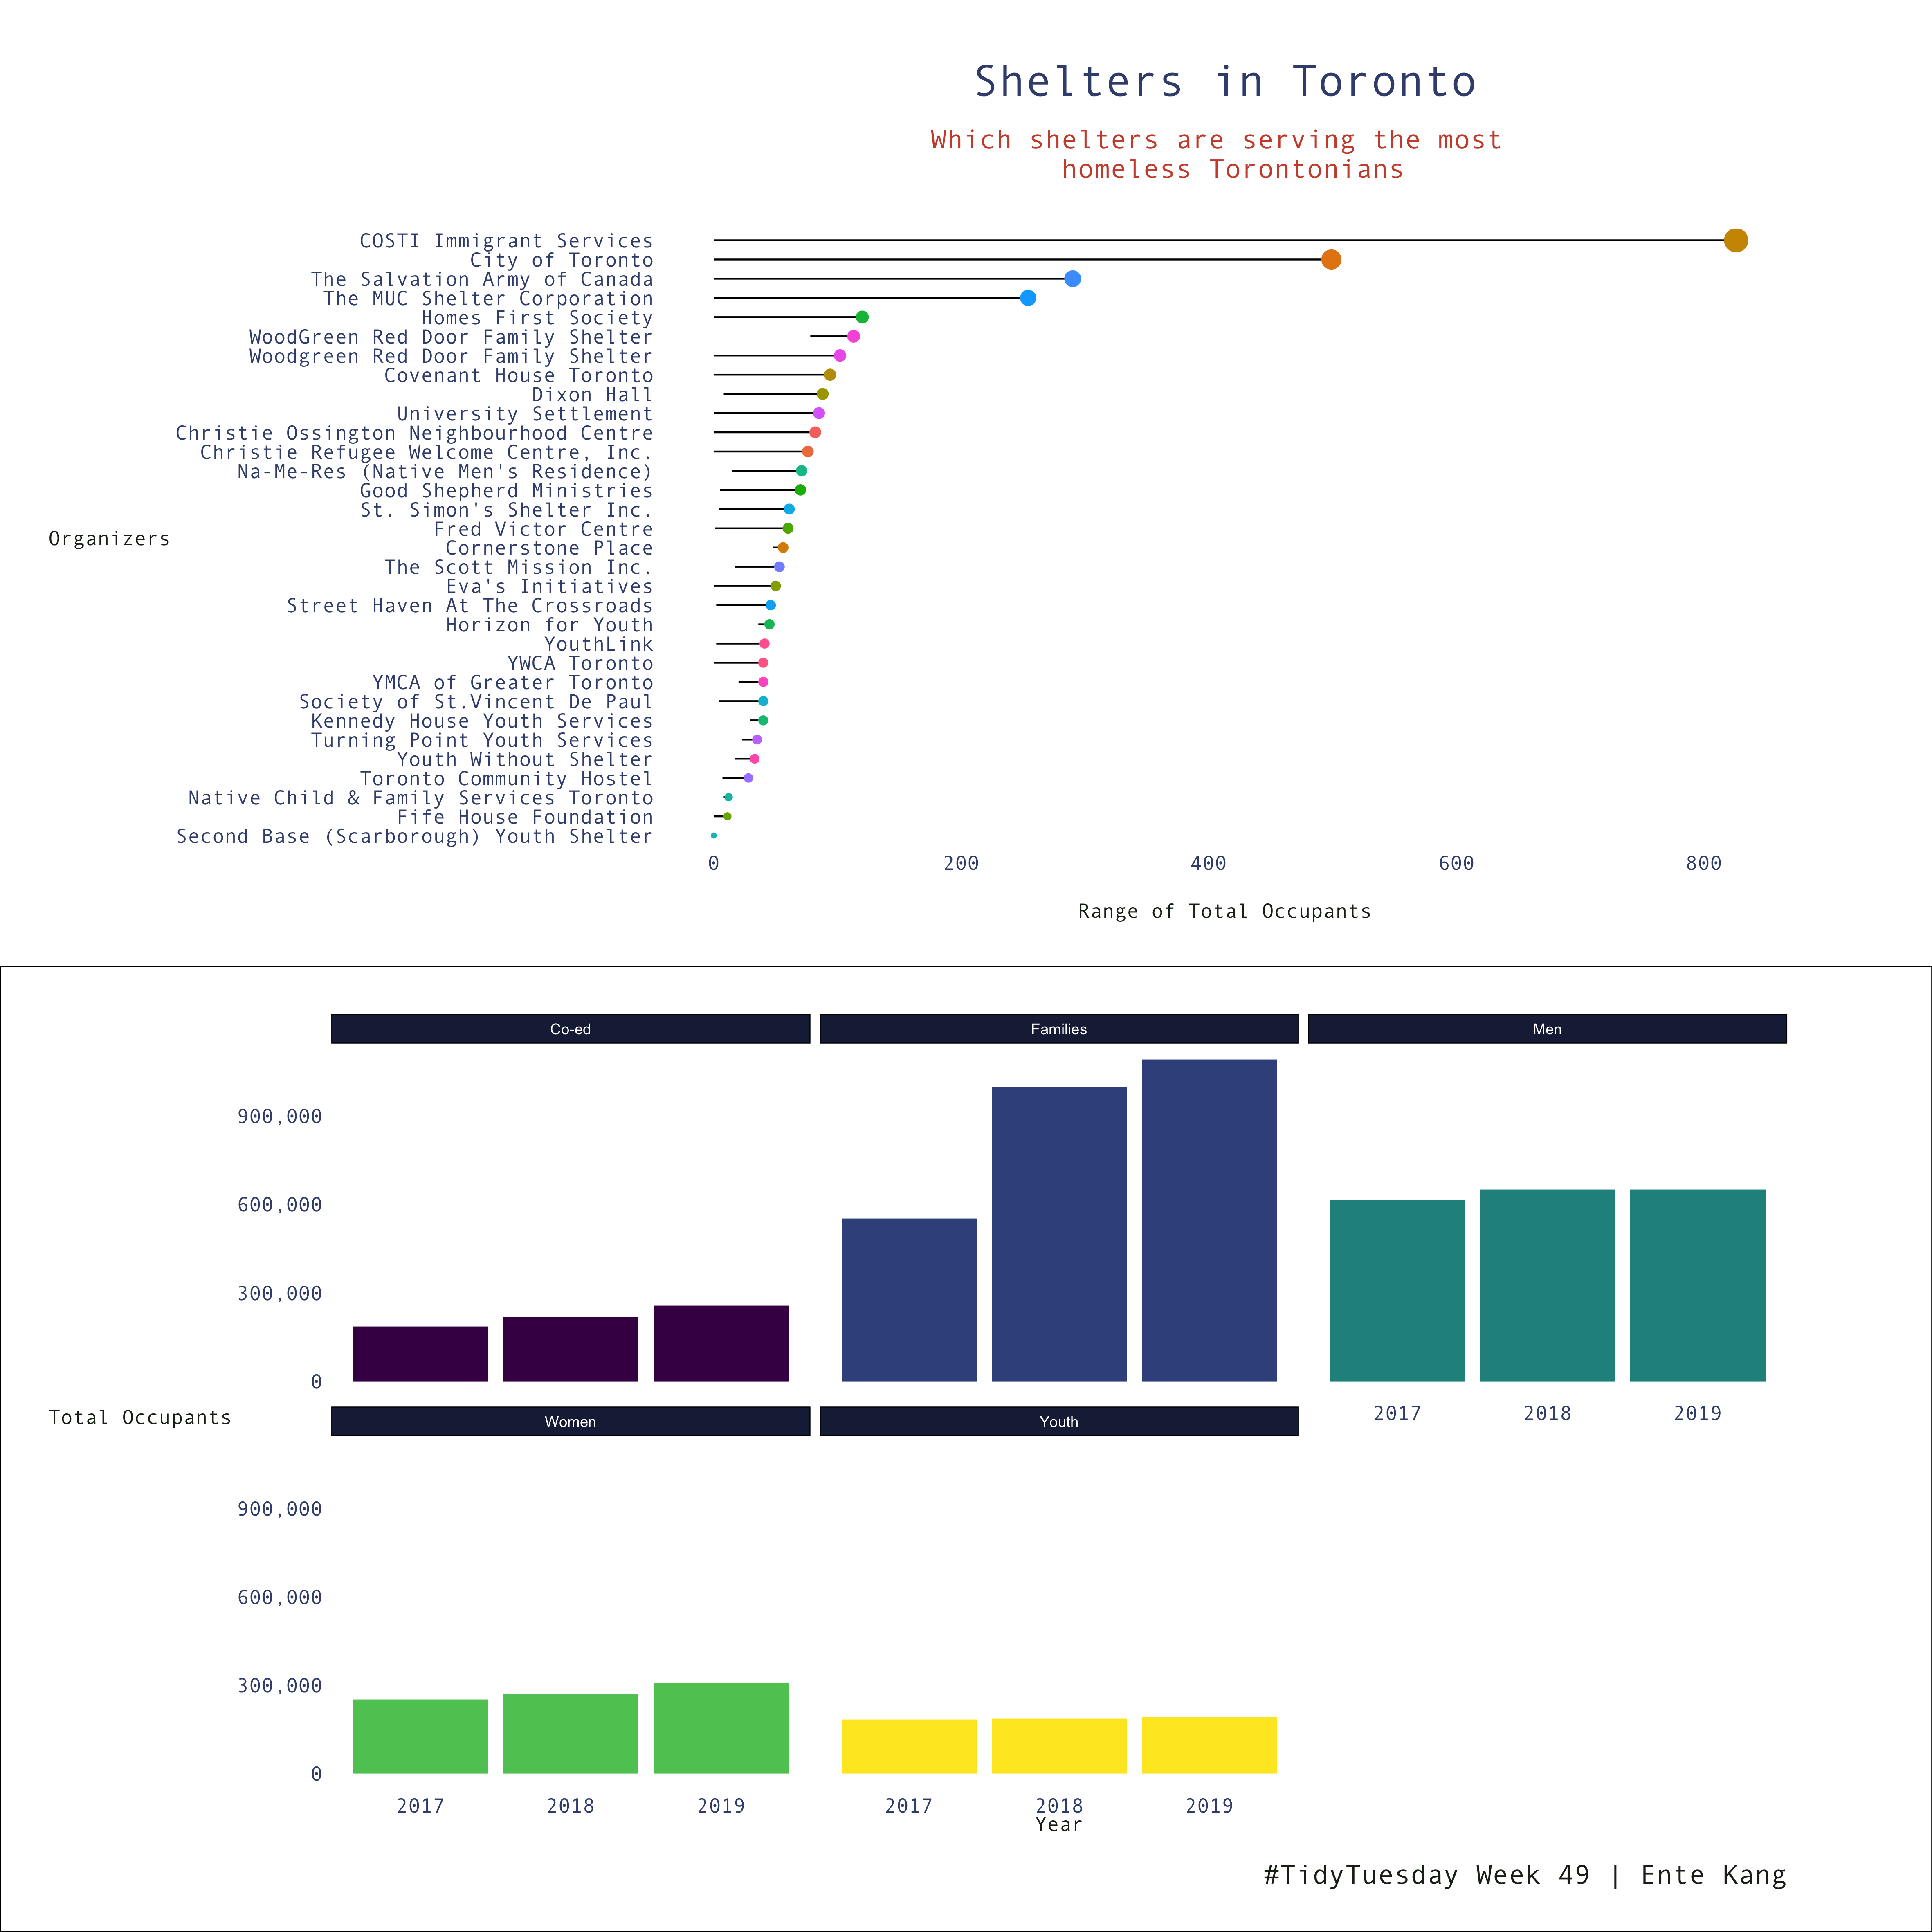 Shelters in Toronto
Which shelters are serving the most
homeless Torontonians
COSTI Immigrant Services
City of Toronto
The Salvation Army of Canada
The MUC Shelter Corporation
Homes First Society
WoodGreen Red Door Family Shelter
Woodgreen Red Door Family Shelter
Covenant House Toronto
Dixon Hall
University Settlement
Christie Ossington Neighbourhood Centre
Christie Refugee Welcome Centre, Inc.
Na-Me-Res (Native Men's Residence)
Good Shepherd Ministries
St. Simon's Shelter Inc.
Fred Victor Centre
Organizers
Cornerstone Place
The Scott Mission Inc.
Eva's Initiatives
Street Haven At The Crossroads
Horizon for Youth
YouthLink
YWCA Toronto
YMCA of Greater Toronto
Society of St.Vincent De Paul
Kennedy House Youth Services
Turning Point Youth Services
Youth Without Shelter
Toronto Community Hostel
Native Child & Family Services Toronto
Fife House Foundation
Second Base (Scarborough) Youth Shelter
0 200 400 600 800
Range of Total Occupants
Co-ed Families Men
900,000
600,000
300,000
0
2017 2018 2019
Total Occupants
Women Youth
900,000
600,000
300,000
0
2017 2018 2019 2017 2018 2019
Year
#TidyTuesday Week 49 | Ente Kang